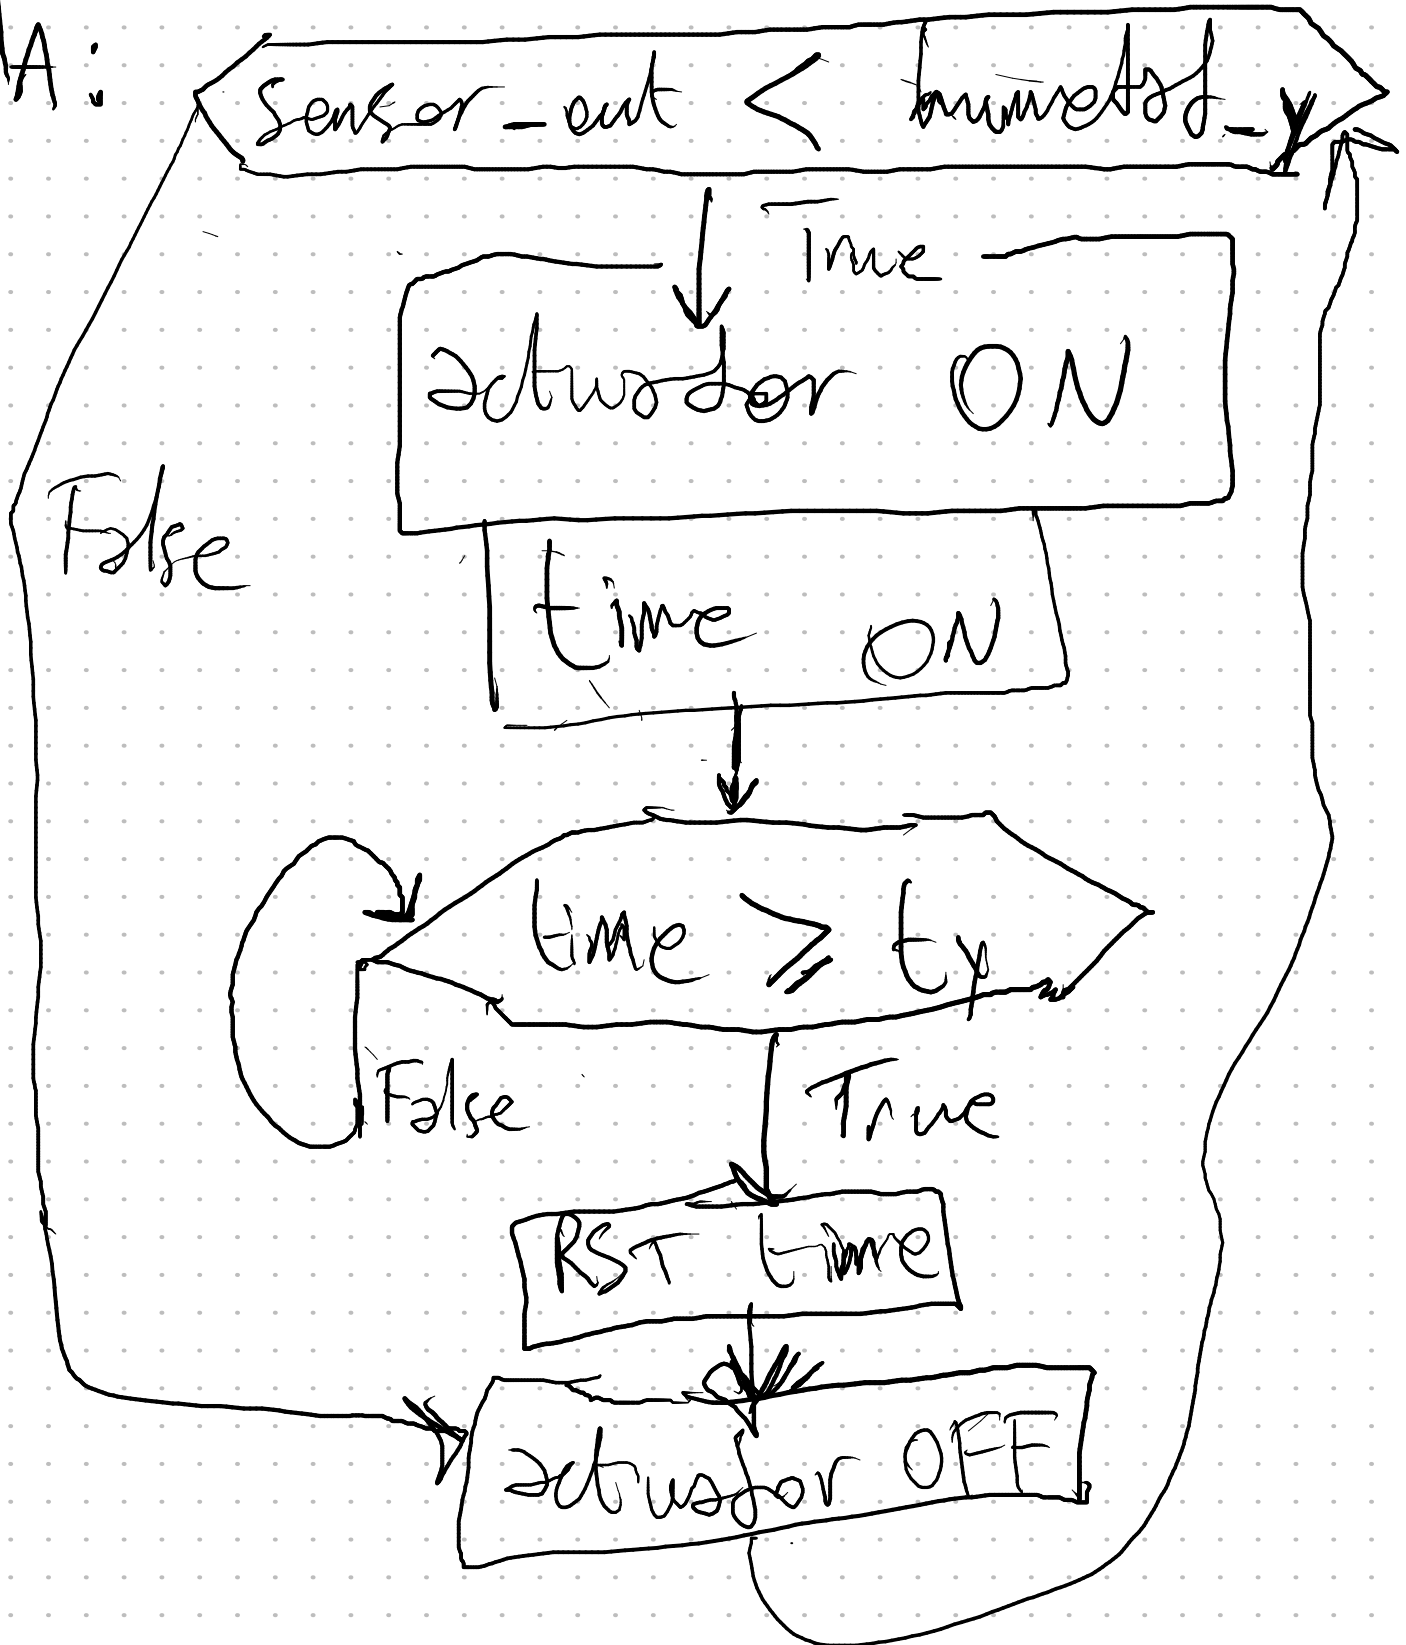 A:
sensor_out <
True
actuator ON
False
time ON
time ≥ ty
False
True
RST time
actuator OFF